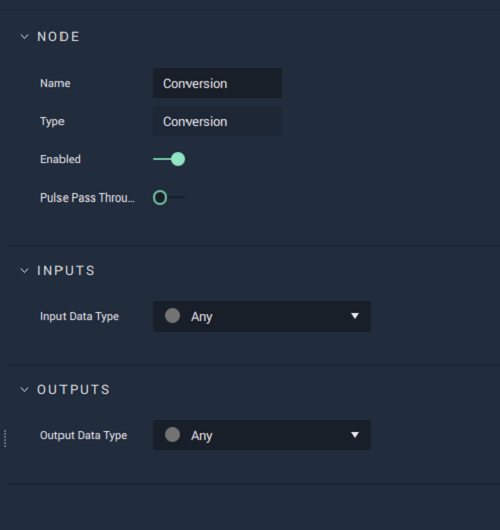 NODE
Name Conversion
Type Conversion
Enabled
Pulse Pass Throu...
INPUTS
Input Data Type Any
OUTPUTS
Output Data Type Any